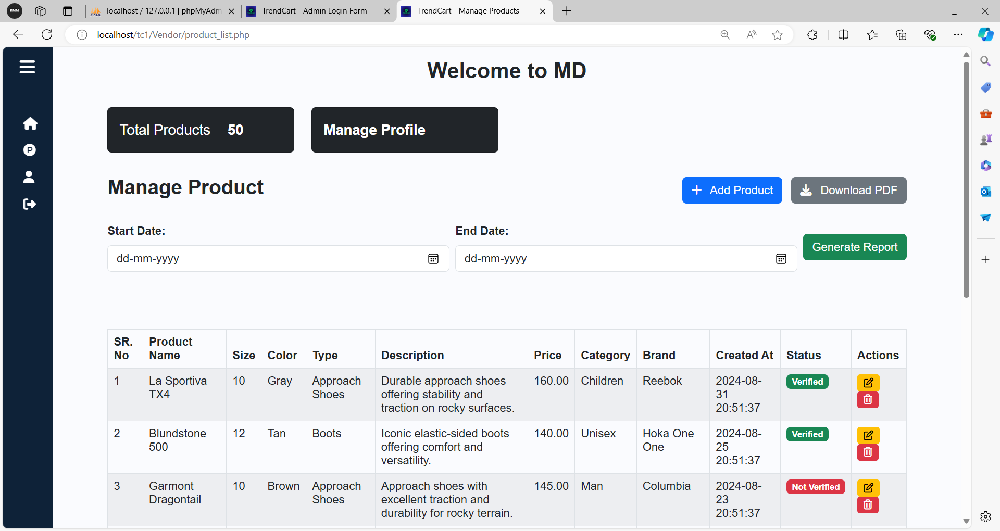 KMM
PMA
localhost / 127.0.0.1 | phpMyAdm
TrendCart - Admin Login Form
TrendCart - Manage Products
localhost/tc1/Vendor/product_list.php
Welcome to MD
Total Products 50
Manage Profile
P
Manage Product
Add Product
Download PDF
Start Date:
End Date:
dd-mm-yyyy
dd-mm-yyyy
Generate Report
SR. No
Product Name
Size
Color
Type
Description
Price
Category
Brand
Created At
Status
Actions
1
La Sportiva
TX4
10
Gray
Approach
Shoes
Durable approach shoes
offering stability and
traction on rocky surfaces.
160.00
Children
Reebok
2024-08-
31
20:51:37
Verified
2
Blundstone
500
12
Tan
Boots
Iconic elastic-sided boots
offering comfort and
versatility.
140.00
Unisex
Hoka One
One
2024-08-
25
20:51:37
Verified
3
Garmont
Dragontail
10
Brown
Approach
Shoes
Approach shoes with
excellent traction and
durability for rocky terrain.
145.00
Man
Columbia
2024-08-
23
20:51:37
Not Verified